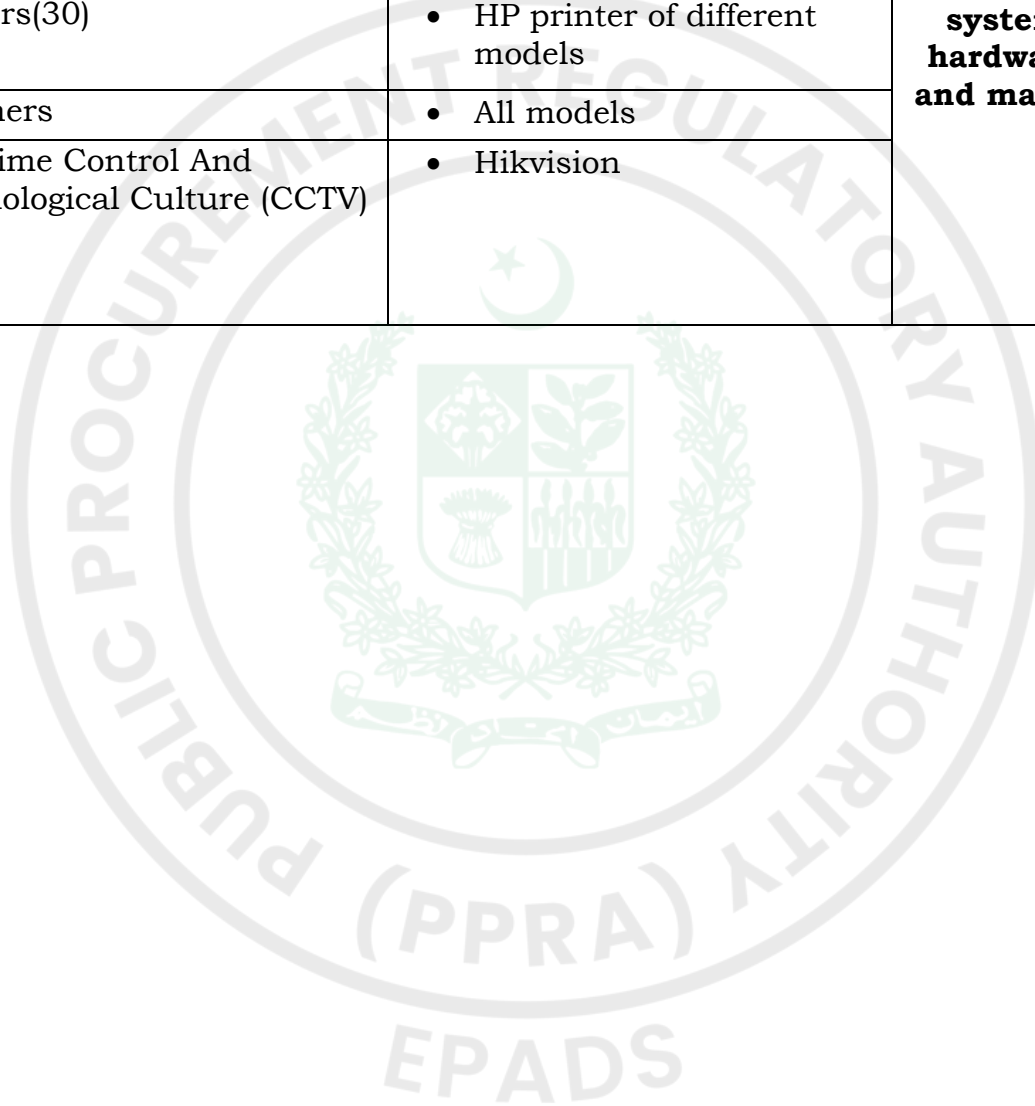 rs(30)
• HP printer of different
models
ners
• All models
ime Control And
ological Culture (CCTV)
• Hikvision
syste
hardwa
and ma
PUBLIC PROCUREMENT REGULATORY AUTHORITY
(PPRA)
EPADS